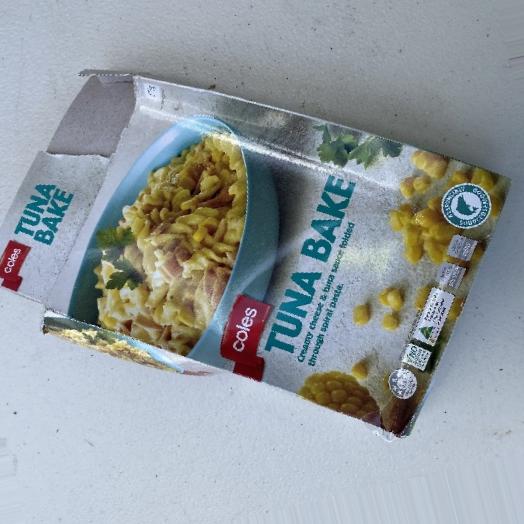 TUNA
BAKE
coles
coles
TUNA BAKE
Creamy cheese & tuna sauce folded
through spiral pasta.